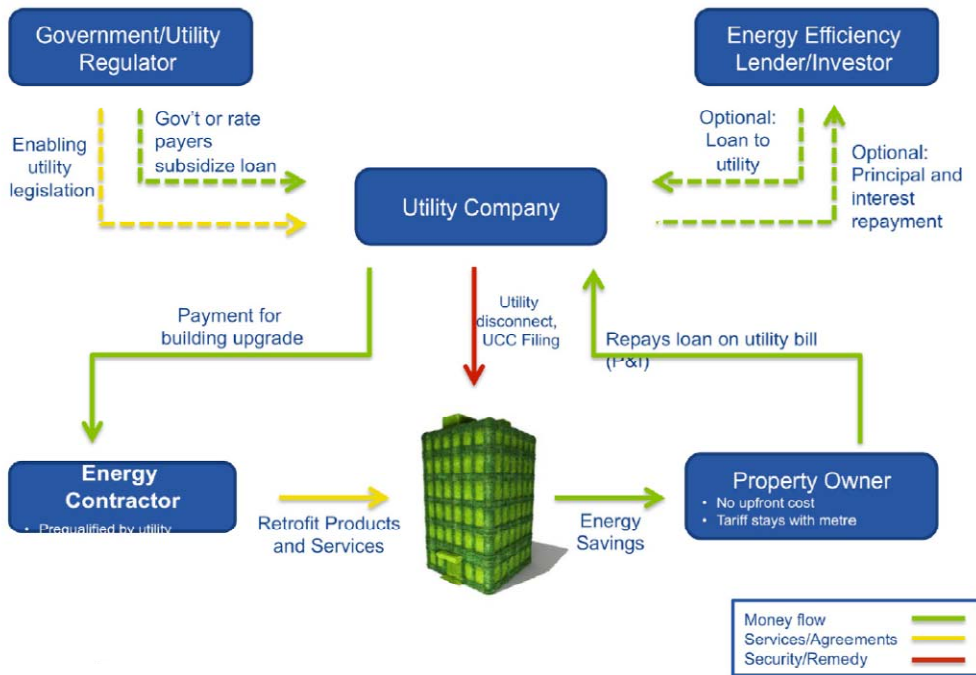 Government/Utility
Regulator
Energy Efficiency
Lender/Investor
Enabling
utility
legislation
Gov't or rate
payers
subsidize loan
Optional:
Loan to
utility
Optional:
Principal and
interest
repayment
Utility Company
Payment for
building upgrade
Utility
disconnect,
UCC Filing
Repays loan on utility bill
(P&I)
Energy
Contractor
• Prequalified by utility
Retrofit Products
and Services
Energy
Savings
Property Owner
• No upfront cost
• Tariff stays with metre
Money flow
Services/Agreements
Security/Remedy